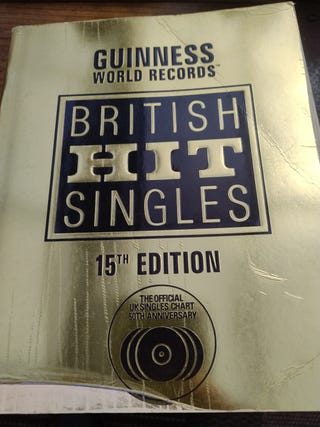 GUINNESS
WORLD RECORDS™
BRITISH
HIT
SINGLES
15TH EDITION
THE OFFICIAL
UK SINGLES CHART
50TH ANNIVERSARY